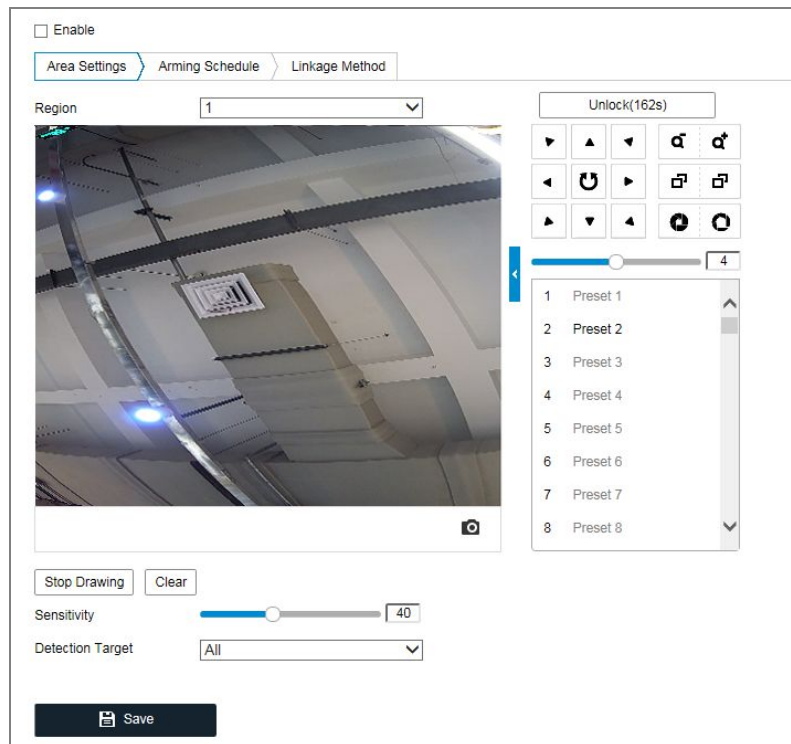 Enable
Area Settings Arming Schedule Linkage Method
Region 1
Unlock(162s)
4
1 Preset 1
2 Preset 2
3 Preset 3
4 Preset 4
5 Preset 5
6 Preset 6
7 Preset 7
8 Preset 8
Stop Drawing Clear
Sensitivity 40
Detection Target All
Save